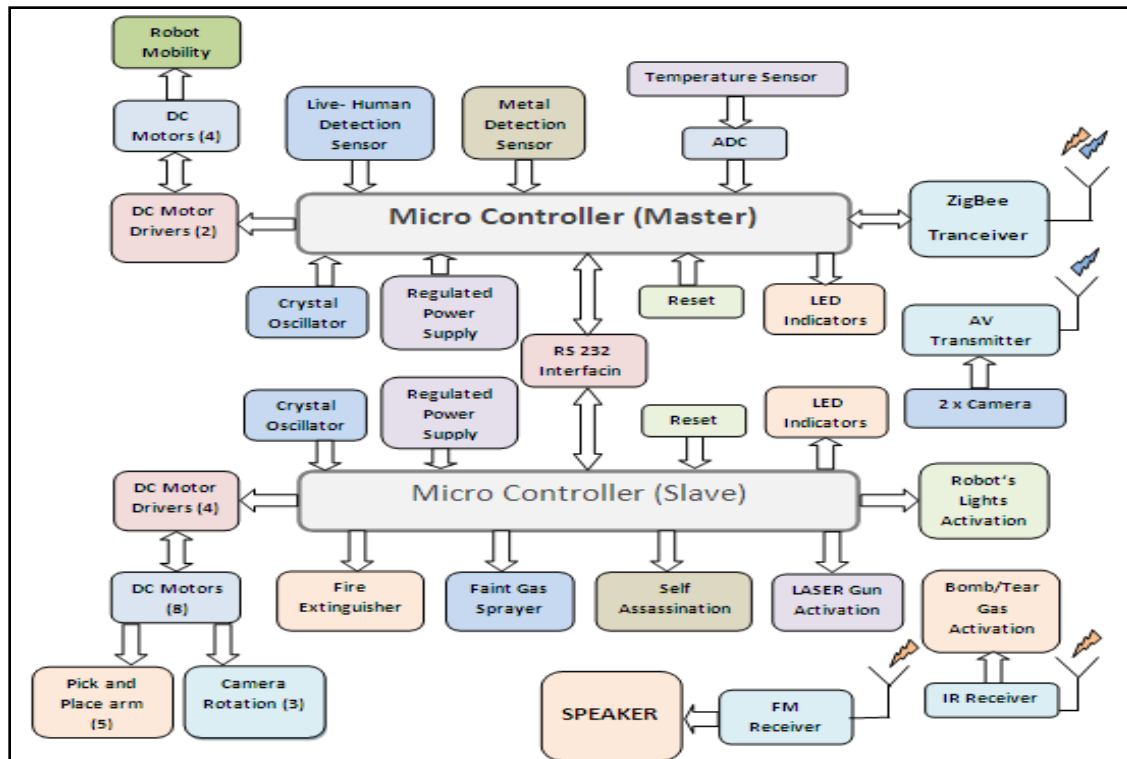 Robot
Mobility
DC
Motors (4)
DC Motor
Drivers (2)
Live- Human
Detection
Sensor
Metal
Detection
Sensor
Temperature Sensor
ADC
Micro Controller (Master)
ZigBee
Tranceiver
Crystal
Oscillator
Regulated
Power
Supply
RS 232
Interfacin
Reset
LED
Indicators
AV
Transmitter
2 x Camera
Crystal
Oscillator
Regulated
Power
Supply
Reset
LED
Indicators
Micro Controller (Slave)
DC Motor
Drivers (4)
DC Motors
(8)
Pick and
Place arm
(5)
Camera
Rotation (3)
Fire
Extinguisher
Faint Gas
Sprayer
Self
Assassination
LASER Gun
Activation
Robot's
Lights
Activation
Bomb/Tear
Gas
Activation
IR Receiver
FM
Receiver
SPEAKER